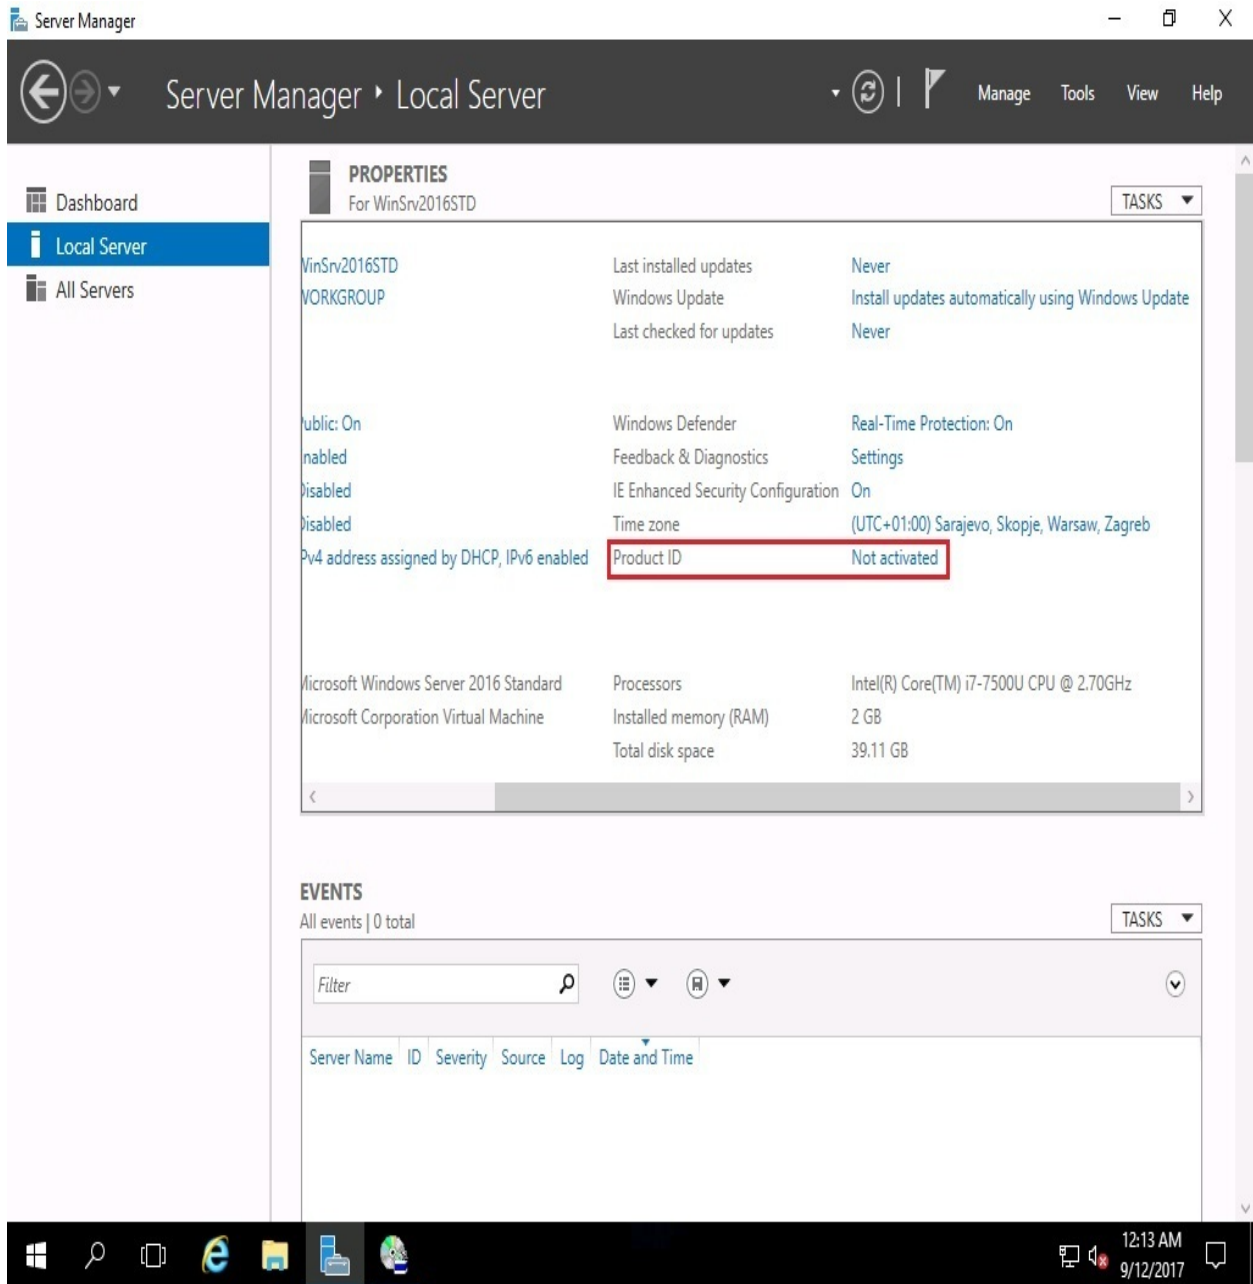 Server Manager
Server Manager ‣ Local Server
Manage Tools View Help
Dashboard
Local Server
All Servers
PROPERTIES
For WinSrv2016STD
TASKS
VinSrv2016STD Last installed updates Never
VORKGROUP Windows Update Install updates automatically using Windows Update
Last checked for updates Never
ublic: On Windows Defender Real-Time Protection: On
nabled Feedback & Diagnostics Settings
isabled IE Enhanced Security Configuration On
isabled Time zone (UTC+01:00) Sarajevo, Skopje, Warsaw, Zagreb
Pv4 address assigned by DHCP, IPv6 enabled Product ID Not activated
Microsoft Windows Server 2016 Standard Processors Intel(R) Core(TM) i7-7500U CPU @ 2.70GHz
Microsoft Corporation Virtual Machine Installed memory (RAM) 2 GB
Total disk space 39.11 GB
EVENTS
All events | 0 total
TASKS
Filter
Server Name ID Severity Source Log Date and Time
12:13 AM
9/12/2017